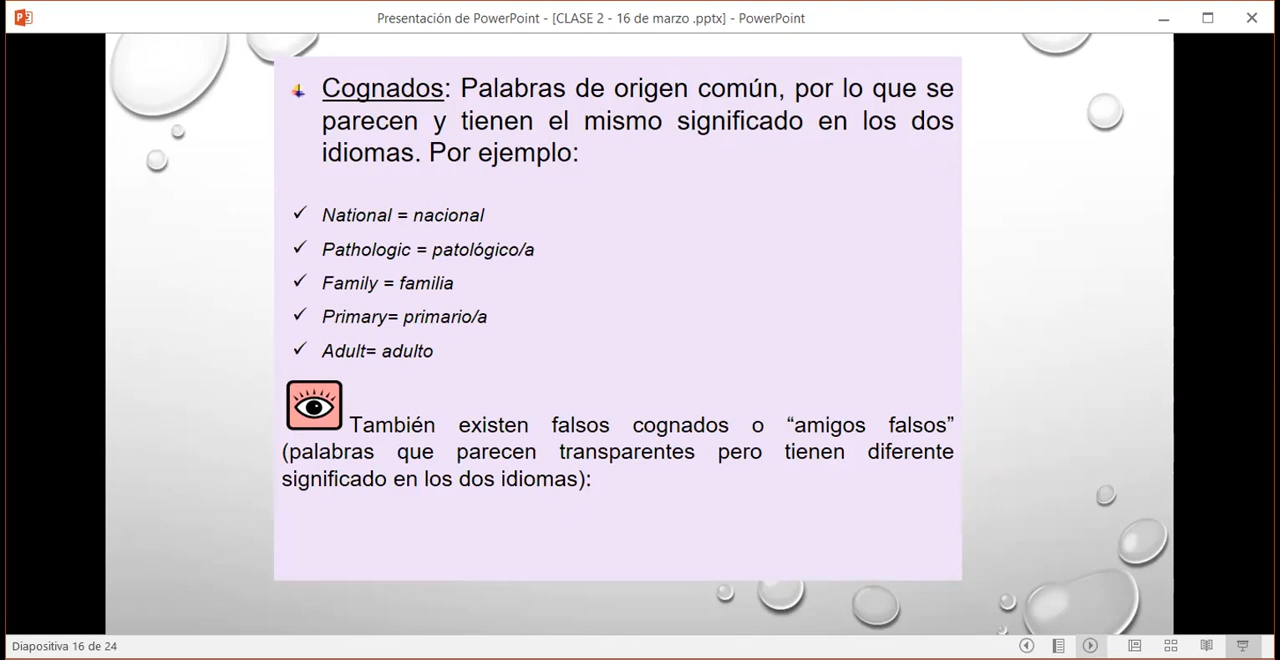 Presentación de PowerPoint - [CLASE 2 - 16 de marzo .pptx] - PowerPoint
Cognados: Palabras de origen común, por lo que se
parecen y tienen el mismo significado en los dos
idiomas. Por ejemplo:
National = nacional
Pathologic = patológico/a
Family = familia
Primary= primario/a
Adult= adulto
También existen falsos cognados o “amigos falsos”
(palabras que parecen transparentes pero tienen diferente
significado en los dos idiomas):
Diapositiva 16 de 24